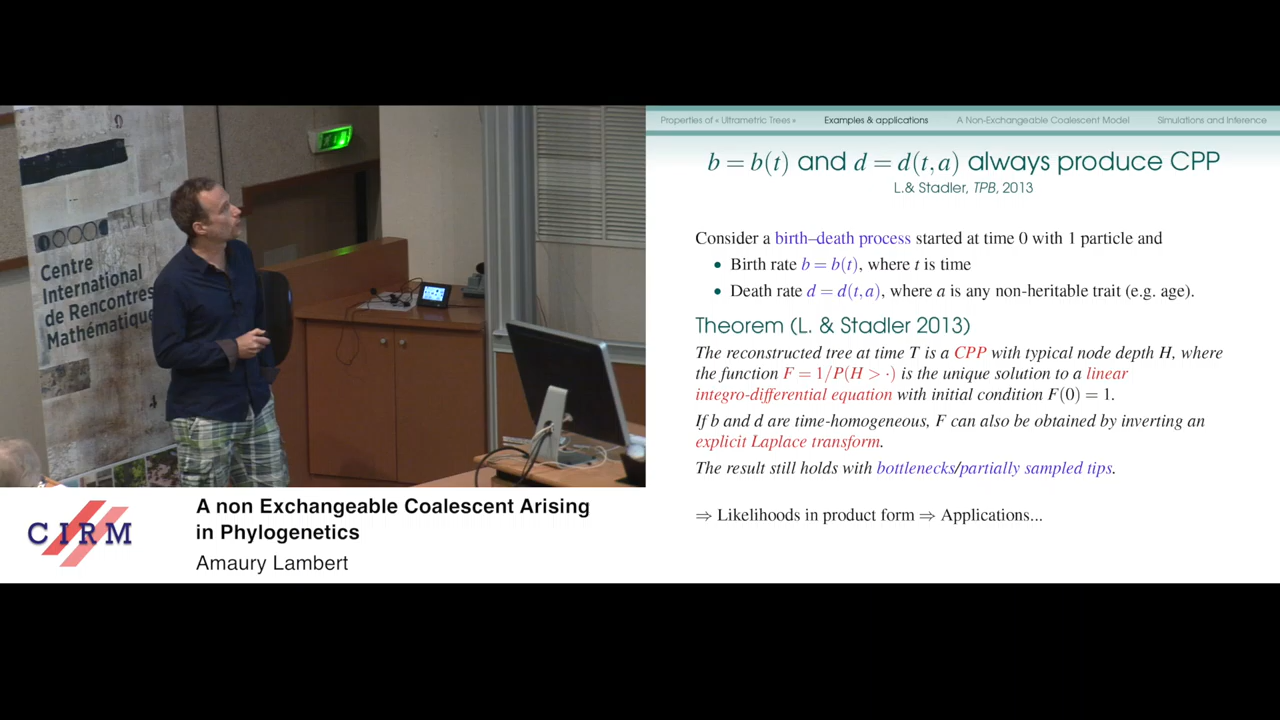 Centre
International
de Rencontres
Mathématiques
Properties of « Ultrametric Trees »
Examples & applications
A Non-Exchangeable Coalescent Model
Simulations and Inference
b = b(t) and d = d(t,a) always produce CPP
L.& Stadler, TPB, 2013
Consider a birth–death process started at time 0 with 1 particle and
• Birth rate b = b(t), where t is time
• Death rate d = d(t,a), where a is any non-heritable trait (e.g. age).
Theorem (L. & Stadler 2013)
The reconstructed tree at time T is a CPP with typical node depth H, where
the function F = 1/P(H > ·) is the unique solution to a linear
integro-differential equation with initial condition F(0) = 1.
If b and d are time-homogeneous, F can also be obtained by inverting an
explicit Laplace transform.
The result still holds with bottlenecks/partially sampled tips.
⇒ Likelihoods in product form ⇒ Applications...
CIRM
A non Exchangeable Coalescent Arising
in Phylogenetics
Amaury Lambert